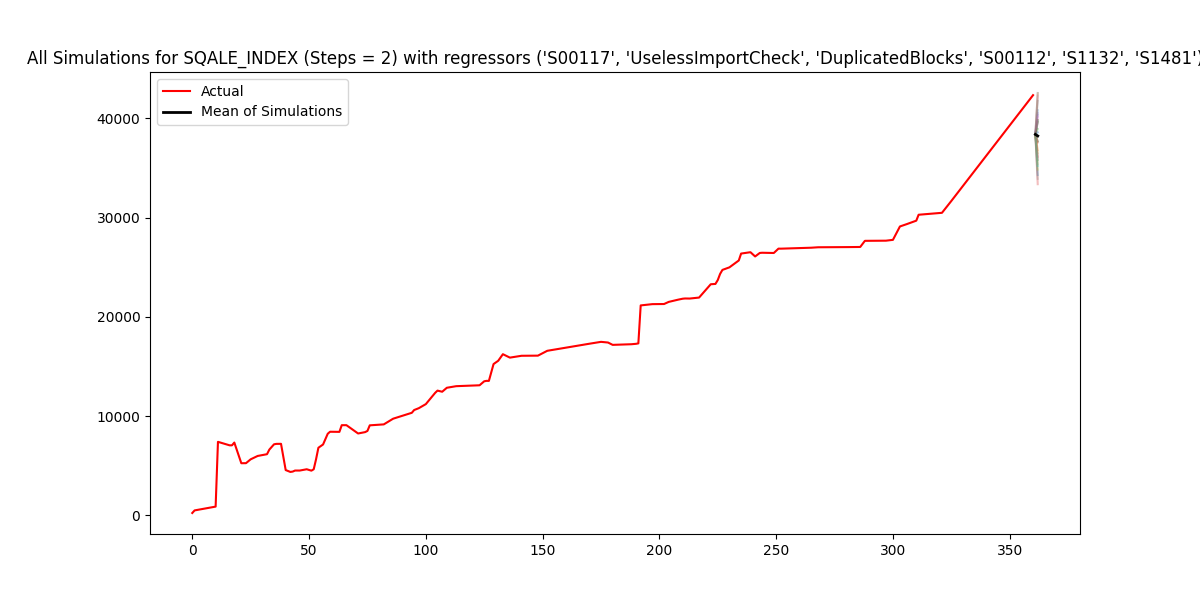 All Simulations for SQALE_INDEX (Steps = 2) with regressors ('S00117', 'UselessImportCheck', 'DuplicatedBlocks', 'S00112', 'S1132', 'S1481')
Actual
Mean of Simulations
40000
30000
20000
10000
0
0 50 100 150 200 250 300 350